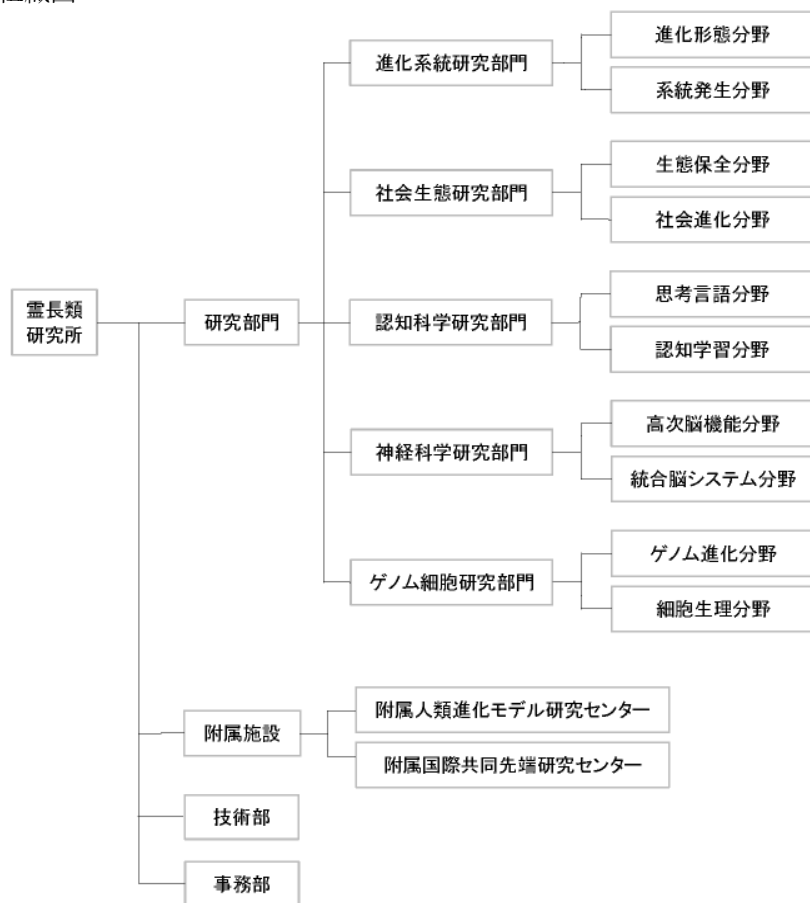 進化系統研究部門
進化形態分野
系統発生分野
社会生態研究部門
生態保全分野
社会進化分野
霊長類
研究所
研究部門
認知科学研究部門
思考言語分野
認知学習分野
神経科学研究部門
高次脳機能分野
統合脳システム分野
ゲノム細胞研究部門
ゲノム進化分野
細胞生理分野
附属施設
附属人類進化モデル研究センター
附属国際共同先端研究センター
技術部
事務部